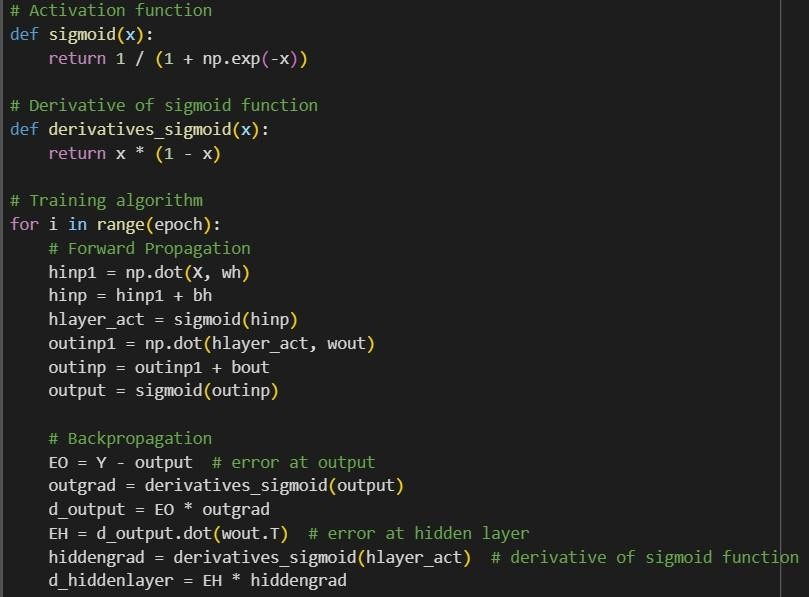 # Activation function
def sigmoid(x):
    return 1 / (1 + np.exp(-x))

# Derivative of sigmoid function
def derivatives_sigmoid(x):
    return x * (1 - x)

# Training algorithm
for i in range(epoch):
    # Forward Propagation
    hinp1 = np.dot(X, wh)
    hinp = hinp1 + bh
    hlayer_act = sigmoid(hinp)
    outinp1 = np.dot(hlayer_act, wout)
    outinp = outinp1 + bout
    output = sigmoid(outinp)

    # Backpropagation
    EO = Y - output  # error at output
    outgrad = derivatives_sigmoid(output)
    d_output = EO * outgrad
    EH = d_output.dot(wout.T)  # error at hidden layer
    hiddengrad = derivatives_sigmoid(hlayer_act)  # derivative of sigmoid function
    d_hiddenlayer = EH * hiddengrad